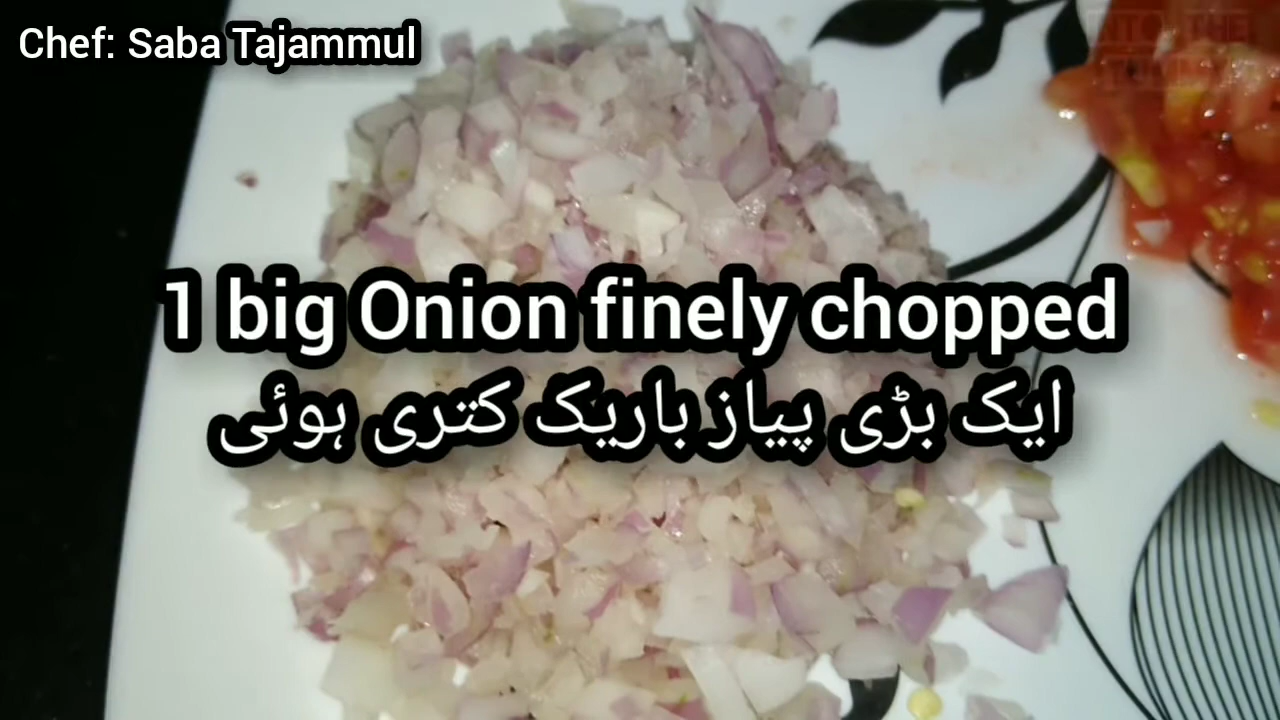 Chef: Saba Tajammul
1 big Onion finely chopped
ایک بڑی پیاز باریک کتری ہوئی